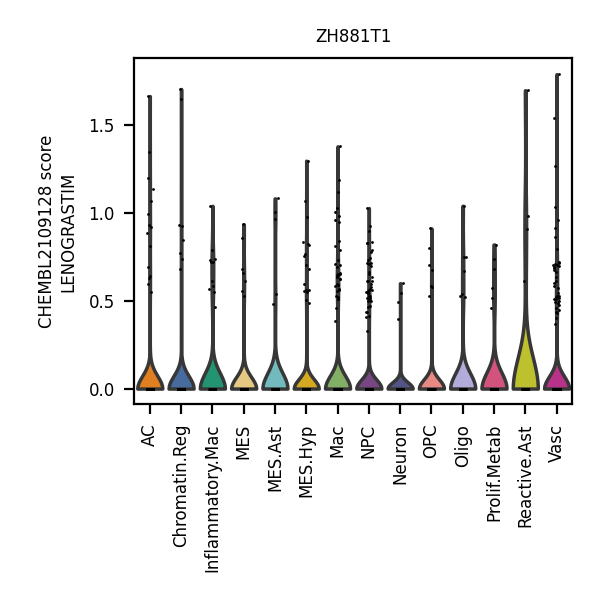 ZH881T1
CHEMBL2109128 score
LENOGRASTIM
1.5
1.0
0.5
0.0
AC
Chromatin.Reg
Inflammatory.Mac
MES
MES.Ast
MES.Hyp
Mac
NPC
Neuron
OPC
Oligo
Prolif.Metab
Reactive.Ast
Vasc